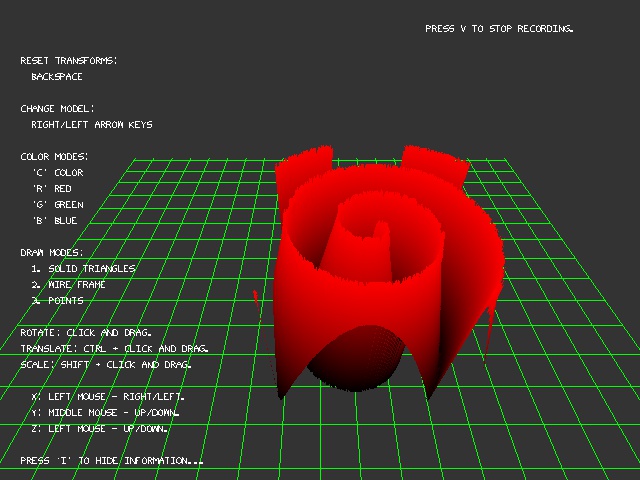 PRESS V TO STOP RECORDING.
RESET TRANSFORMS:
BACKSPACE
CHANGE MODEL:
RIGHT/LEFT ARROW KEYS
COLOR MODES:
'C' COLOR
'R' RED
'G' GREEN
'B' BLUE
DRAW MODES:
1. SOLID TRIANGLES
2. WIRE FRAME
3. POINTS
ROTATE: CLICK AND DRAG.
TRANSLATE: CTRL + CLICK AND DRAG.
SCALE: SHIFT + CLICK AND DRAG.
X: LEFT MOUSE - RIGHT/LEFT.
Y: MIDDLE MOUSE - UP/DOWN.
Z: LEFT MOUSE - UP/DOWN.
PRESS 'I' TO HIDE INFORMATION...